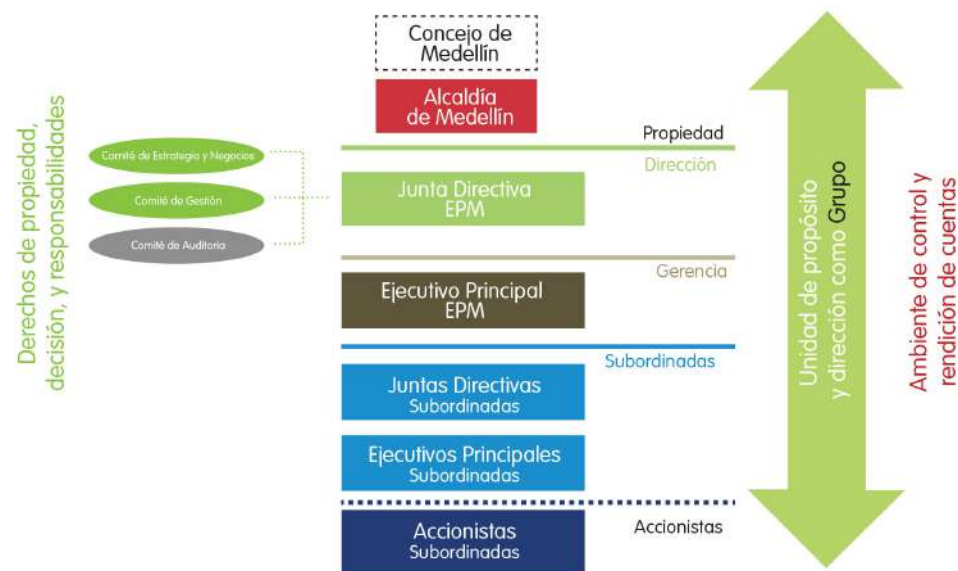 Concejo de
Medellín
Alcaldía
de Medellín
Propiedad
Dirección
Derechos de propiedad,
decisión, y responsabilidades
Comité de Estrategia y Negocios
Comité de Gestión
Comité de Auditoria
Junta Directiva
EPM
Gerencia
Ejecutivo Principal
EPM
Subordinadas
Juntas Directivas
Subordinadas
Ejecutivos Principales
Subordinadas
Accionistas
Accionistas
Subordinadas
Unidad de propósito
y dirección como Grupo
Ambiente de control y
rendición de cuentas